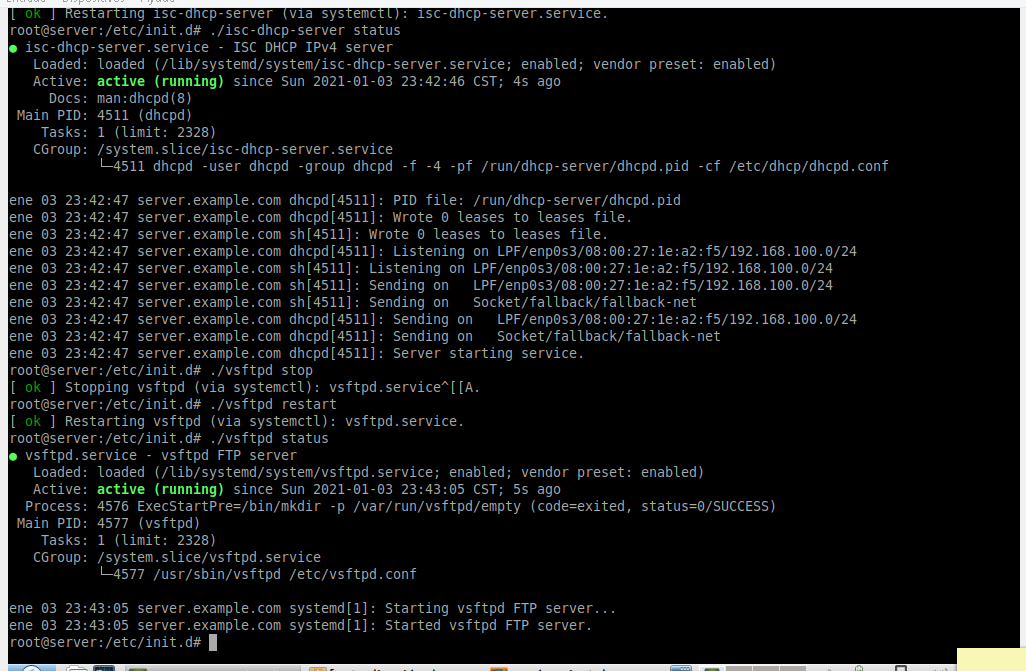 [ ok ] Restarting isc-dhcp-server (via systemctl): isc-dhcp-server.service.
root@server:/etc/init.d# ./isc-dhcp-server status
● isc-dhcp-server.service - ISC DHCP IPv4 server
   Loaded: loaded (/lib/systemd/system/isc-dhcp-server.service; enabled; vendor preset: enabled)
   Active: active (running) since Sun 2021-01-03 23:42:46 CST; 4s ago
     Docs: man:dhcpd(8)
 Main PID: 4511 (dhcpd)
    Tasks: 1 (limit: 2328)
   CGroup: /system.slice/isc-dhcp-server.service
           └─4511 dhcpd -user dhcpd -group dhcpd -f -4 -pf /run/dhcp-server/dhcpd.pid -cf /etc/dhcp/dhcpd.conf

ene 03 23:42:47 server.example.com dhcpd[4511]: PID file: /run/dhcp-server/dhcpd.pid
ene 03 23:42:47 server.example.com dhcpd[4511]: Wrote 0 leases to leases file.
ene 03 23:42:47 server.example.com sh[4511]: Wrote 0 leases to leases file.
ene 03 23:42:47 server.example.com dhcpd[4511]: Listening on LPF/enp0s3/08:00:27:1e:a2:f5/192.168.100.0/24
ene 03 23:42:47 server.example.com sh[4511]: Listening on LPF/enp0s3/08:00:27:1e:a2:f5/192.168.100.0/24
ene 03 23:42:47 server.example.com sh[4511]: Sending on   LPF/enp0s3/08:00:27:1e:a2:f5/192.168.100.0/24
ene 03 23:42:47 server.example.com sh[4511]: Sending on   Socket/fallback/fallback-net
ene 03 23:42:47 server.example.com dhcpd[4511]: Sending on   LPF/enp0s3/08:00:27:1e:a2:f5/192.168.100.0/24
ene 03 23:42:47 server.example.com dhcpd[4511]: Sending on   Socket/fallback/fallback-net
ene 03 23:42:47 server.example.com dhcpd[4511]: Server starting service.
root@server:/etc/init.d# ./vsftpd stop
[ ok ] Stopping vsftpd (via systemctl): vsftpd.service^[[A.
root@server:/etc/init.d# ./vsftpd restart
[ ok ] Restarting vsftpd (via systemctl): vsftpd.service.
root@server:/etc/init.d# ./vsftpd status
● vsftpd.service - vsftpd FTP server
   Loaded: loaded (/lib/systemd/system/vsftpd.service; enabled; vendor preset: enabled)
   Active: active (running) since Sun 2021-01-03 23:43:05 CST; 5s ago
  Process: 4576 ExecStartPre=/bin/mkdir -p /var/run/vsftpd/empty (code=exited, status=0/SUCCESS)
 Main PID: 4577 (vsftpd)
    Tasks: 1 (limit: 2328)
   CGroup: /system.slice/vsftpd.service
           └─4577 /usr/sbin/vsftpd /etc/vsftpd.conf

ene 03 23:43:05 server.example.com systemd[1]: Starting vsftpd FTP server...
ene 03 23:43:05 server.example.com systemd[1]: Started vsftpd FTP server.
root@server:/etc/init.d#